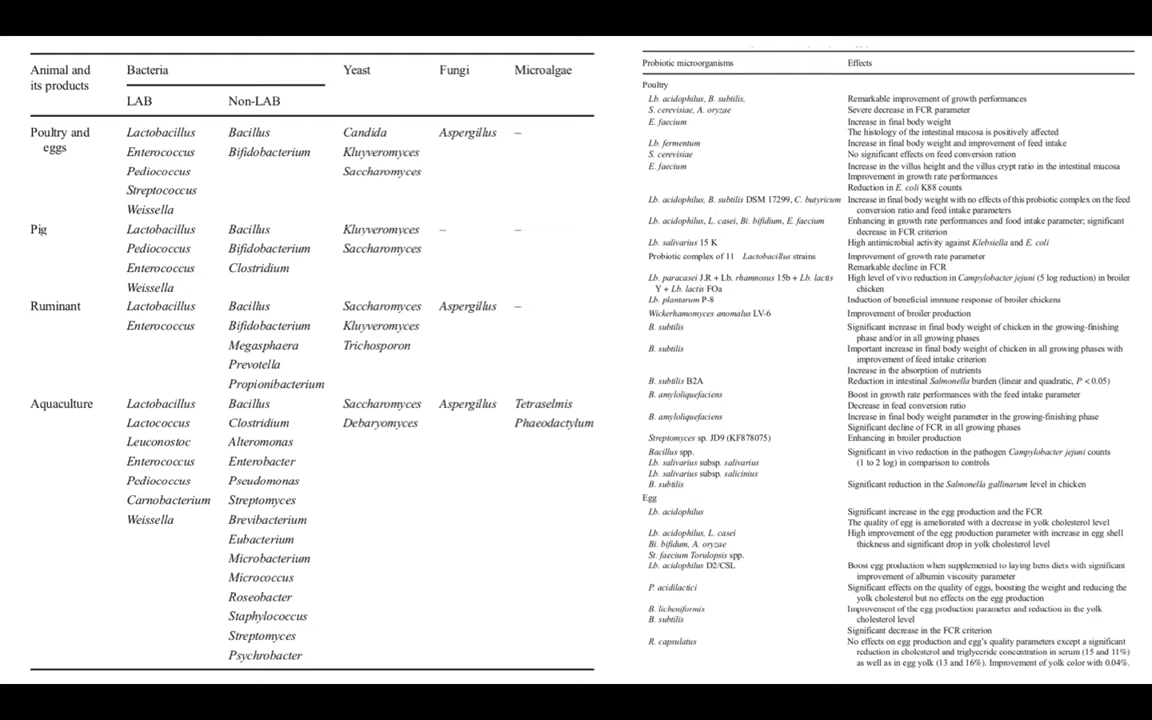 Animal and its products Bacteria Yeast Fungi Microalgae
LAB Non-LAB
Poultry and eggs Lactobacillus Bacillus Candida Aspergillus –
Enterococcus Bifidobacterium Kluyveromyces
Pediococcus Saccharomyces
Streptococcus
Weissella
Pig Lactobacillus Bacillus Kluyveromyces – –
Pediococcus Bifidobacterium Saccharomyces
Enterococcus Clostridium
Weissella
Ruminant Lactobacillus Bacillus Saccharomyces Aspergillus –
Enterococcus Bifidobacterium Kluyveromyces
Megasphaera Trichosporon
Prevotella
Propionibacterium
Aquaculture Lactobacillus Bacillus Saccharomyces Aspergillus Tetraselmis
Lactococcus Clostridium Debaryomyces Phaeodactylum
Leuconostoc Alteromonas
Enterococcus Enterobacter
Pediococcus Pseudomonas
Carnobacterium Streptomyces
Weissella Brevibacterium
Eubacterium
Microbacterium
Micrococcus
Roseobacter
Staphylococcus
Streptomyces
Psychrobacter
Probiotic microorganisms Effects
Poultry
Lb. acidophilus, B. subtilis, Remarkable improvement of growth performances
S. cerevisiae, A. oryzae Severe decrease in FCR parameter
E. faecium Increase in final body weight
The histology of the intestinal mucosa is positively affected
Lb. fermentum Increase in final body weight and improvement of feed intake
S. cerevisiae No significant effects on feed conversion ration
E. faecium Increase in the villus height and the villus crypt ratio in the intestinal mucosa
Improvement in growth rate performances
Reduction in E. coli K88 counts
Lb. acidophilus, B. subtilis DSM 17299, C. butyricum Increase in final body weight with no effects of this probiotic complex on the feed
conversion ration and feed intake parameters
Lb. acidophilus, L. casei, Bi. bifidium, E. faecium Enhancing in growth rate performances and food intake parameter; significant
decrease in FCR criterion
Lb. salivarius 15 K High antimicrobial activity against Klebsiella and E. coli
Probiotic complex of 11 Lactobacillus strains Improvement of growth rate parameter
Remarkable decline in FCR
Lb. paracasei J.R + Lb. rhamnosus 15b + Lb. lactis High level of vivo reduction in Campylobacter jejuni (5 log reduction) in broiler
Y + Lb. lactis FOa chicken
Lb. plantarum P-8 Induction of beneficial immune response of broiler chickens
Wickerhamomyces anomalus LV-6 Improvement of broiler production
B. subtilis Significant increase in final body weight of chicken in the growing-finishing
phase and/or in all growing phases
B. subtilis Important increase in final body weight of chicken in all growing phases with
improvement of feed intake criterion
Increase in the absorption of nutrients
B. subtilis B2A Reduction in intestinal Salmonella burden (linear and quadratic, P < 0.05)
B. amyloliquefaciens Boost in growth rate performances with the feed intake parameter
Decrease in feed conversion ratio
B. amyloliquefaciens Increase in final body weight parameter in the growing-finishing phase
Significant decline of FCR in all growing phases
Streptomyces sp. JD9 (KF878075) Enhancing in broiler production
Bacillus spp. Significant in vivo reduction in the pathogen Campylobacter jejuni counts
Lb. salivarius subsp. salivarius (1 to 2 log) in comparison to controls
Lb. salivarius subsp. salicinius
B. subtilis Significant reduction in the Salmonella gallinarum level in chicken
Egg
Lb. acidophilus Significant increase in the egg production and the FCR
The quality of egg is ameliorated with a decrease in yolk cholesterol level
Lb. acidophilus, L. casei High improvement of the egg production parameter with increase in egg shell
Bi. bifidum, A. oryzae thickness and significant drop in yolk cholesterol level
St. faecium Torulopsis spp.
Lb. acidophilus D2/CSL Boost egg production when supplemented to laying hens diets with significant
improvement of albumin viscosity parameter
P. acidilactici Significant effects on the quality of eggs, boosting the weight and reducing the
yolk cholesterol but no effects on the egg production
B. licheniformis Improvement of the egg production parameter and reduction in the yolk
B. subtilis cholesterol level
Significant decrease in the FCR criterion
R. capsulatus No effects on egg production and egg's quality parameters except a significant
reduction in cholesterol and triglyceride concentration in serum (15 and 11%)
as well as in egg yolk (13 and 16%). Improvement of yolk color with 0.04%.